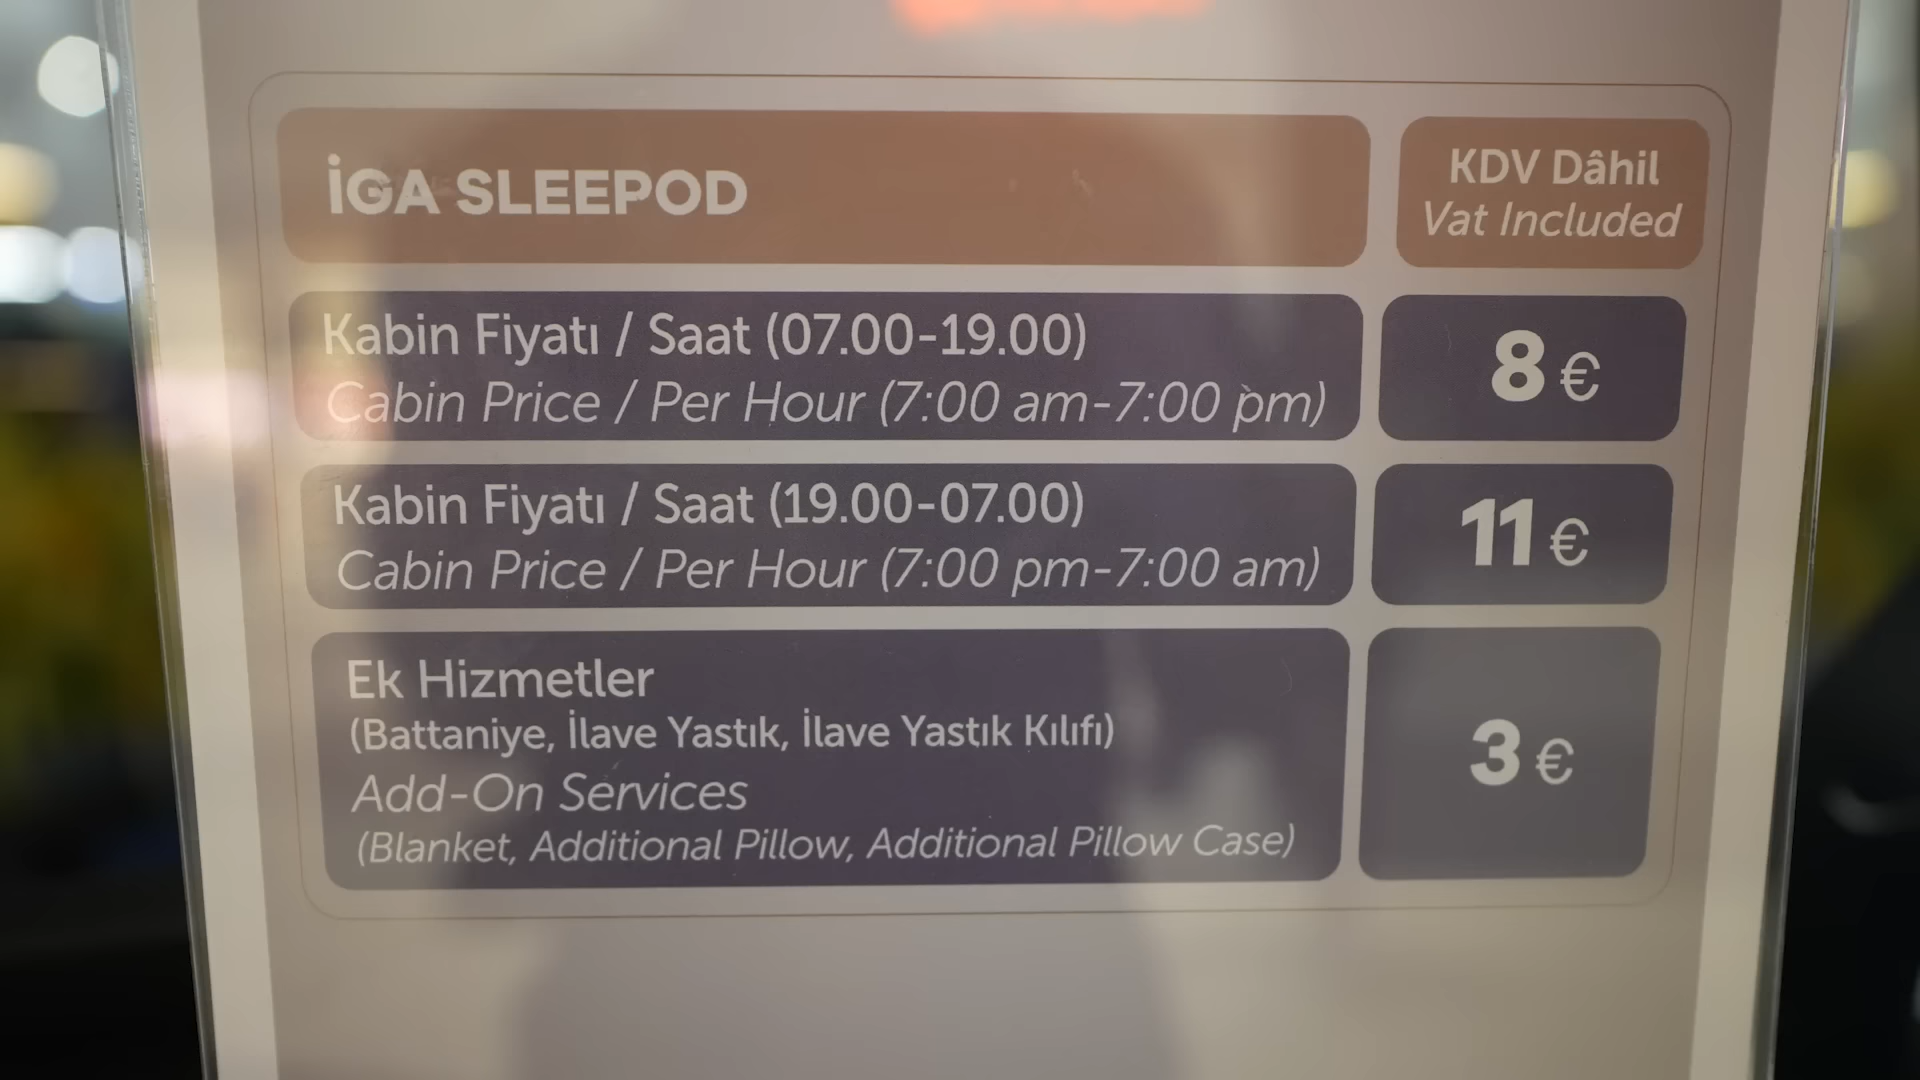 İGA SLEEPOD
KDV Dâhil
Vat Included
Kabin Fiyatı / Saat (07.00-19.00)
Cabin Price / Per Hour (7:00 am-7:00 pm)
8 €
Kabin Fiyatı / Saat (19.00-07.00)
Cabin Price / Per Hour (7:00 pm-7:00 am)
11 €
Ek Hizmetler
(Battaniye, İlave Yastık, İlave Yastık Kılıfı)
Add-On Services
(Blanket, Additional Pillow, Additional Pillow Case)
3 €